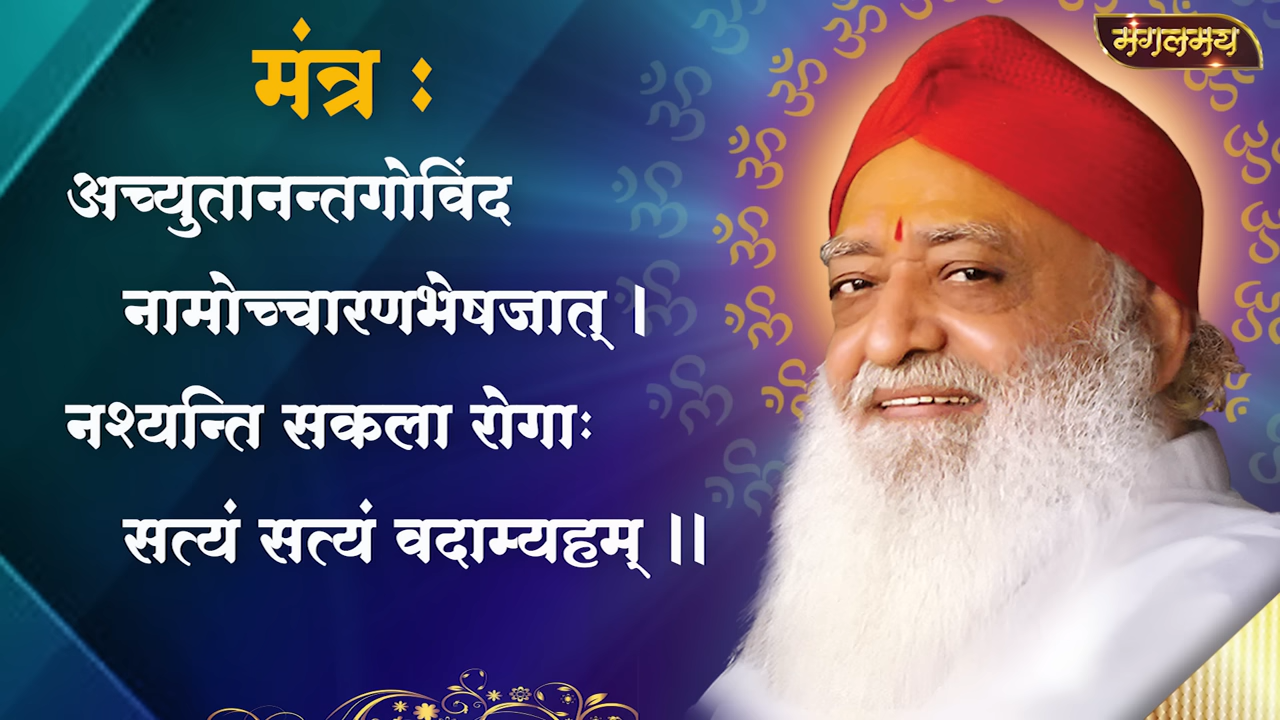 मंगलमय
मंत्र :
अच्युतानन्तगोविंद
नामोच्चारणभेषजात् ।
नश्यन्ति सकला रोगाः
सत्यं सत्यं वदाम्यहम् ।।